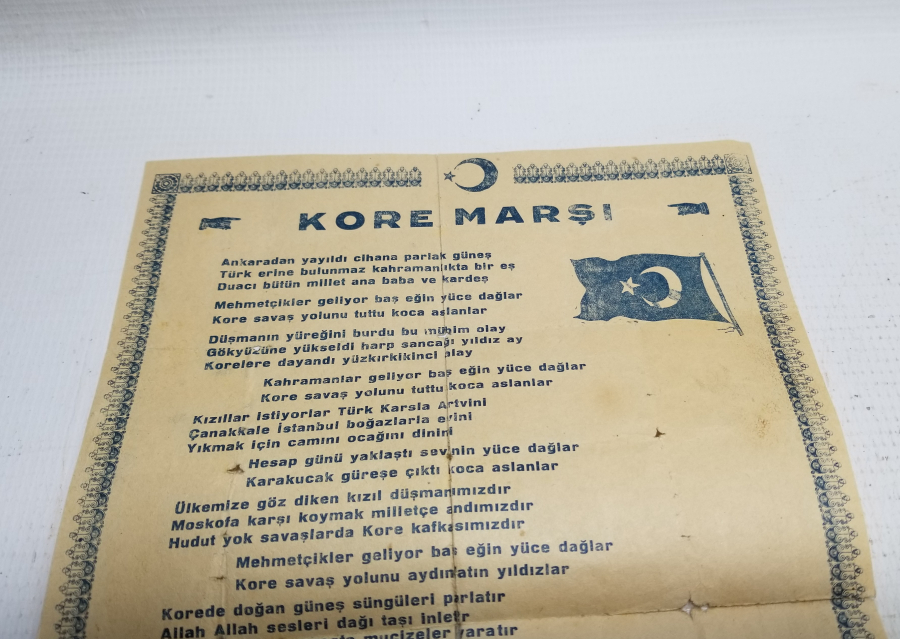 KORE MARŞI
Ankaradan yayıldı cihana parlak güneş
Türk erine bulunmaz kahramanlıkta bir eş
Duacı bütün millet ana baba ve kardeş
Mehmetçikler geliyor baş eğin yüce dağlar
Kore savaş yolunu tuttu koca aslanlar
Düşmanın yüreğini burdu bu mühim olay
Gökyüzüne yükseldi harp sancağı yıldız ay
Korelere dayandı yüzkırkikinci alay
Kahramanlar geliyor baş eğin yüce dağlar
Kore savaş yolunu tuttu koca aslanlar
Kızıllar istiyorlar Türk Karsla Artvini
Çanakkale İstanbul boğazlarla evini
Yıkmak için camını ocağını dinini
Hesap günü yaklaştı sevinin yüce dağlar
Karakucak güreşe çıktı koca aslanlar
Ülkemize göz diken kızıl düşmanımızdır
Moskofa karşı koymak milletçe andımızdır
Hudut yok savaşlarda Kore kafkasımızdır
Mehmetçikler geliyor baş eğin yüce dağlar
Kore savaş yolunu aydınatın yıldızlar
Korede doğan güneş süngüleri parlatır
Allah Allah sesleri dağı taşı inletir
mucizeler yaratır